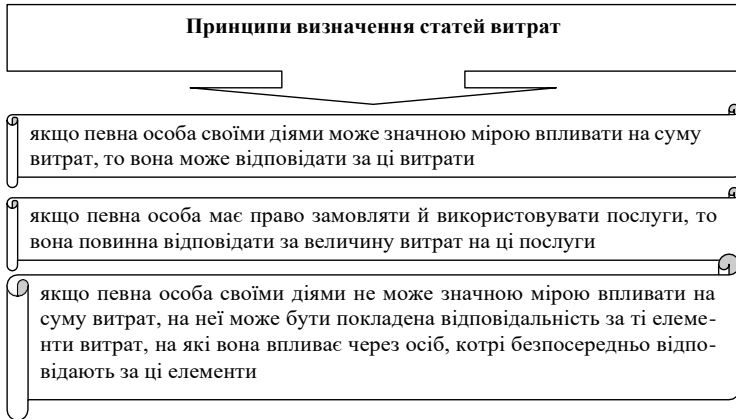 Принципи визначення статей витрат
якщо певна особа своїми діями може значною мірою впливати на суму
витрат, то вона може відповідати за ці витрати
якщо певна особа має право замовляти й використовувати послуги, то
вона повинна відповідати за величину витрат на ці послуги
якщо певна особа своїми діями не може значною мірою впливати на
суму витрат, на неї може бути покладена відповідальність за ті елеме-
нти витрат, на які вона впливає через осіб, котрі безпосередньо відпо-
відають за ці елементи